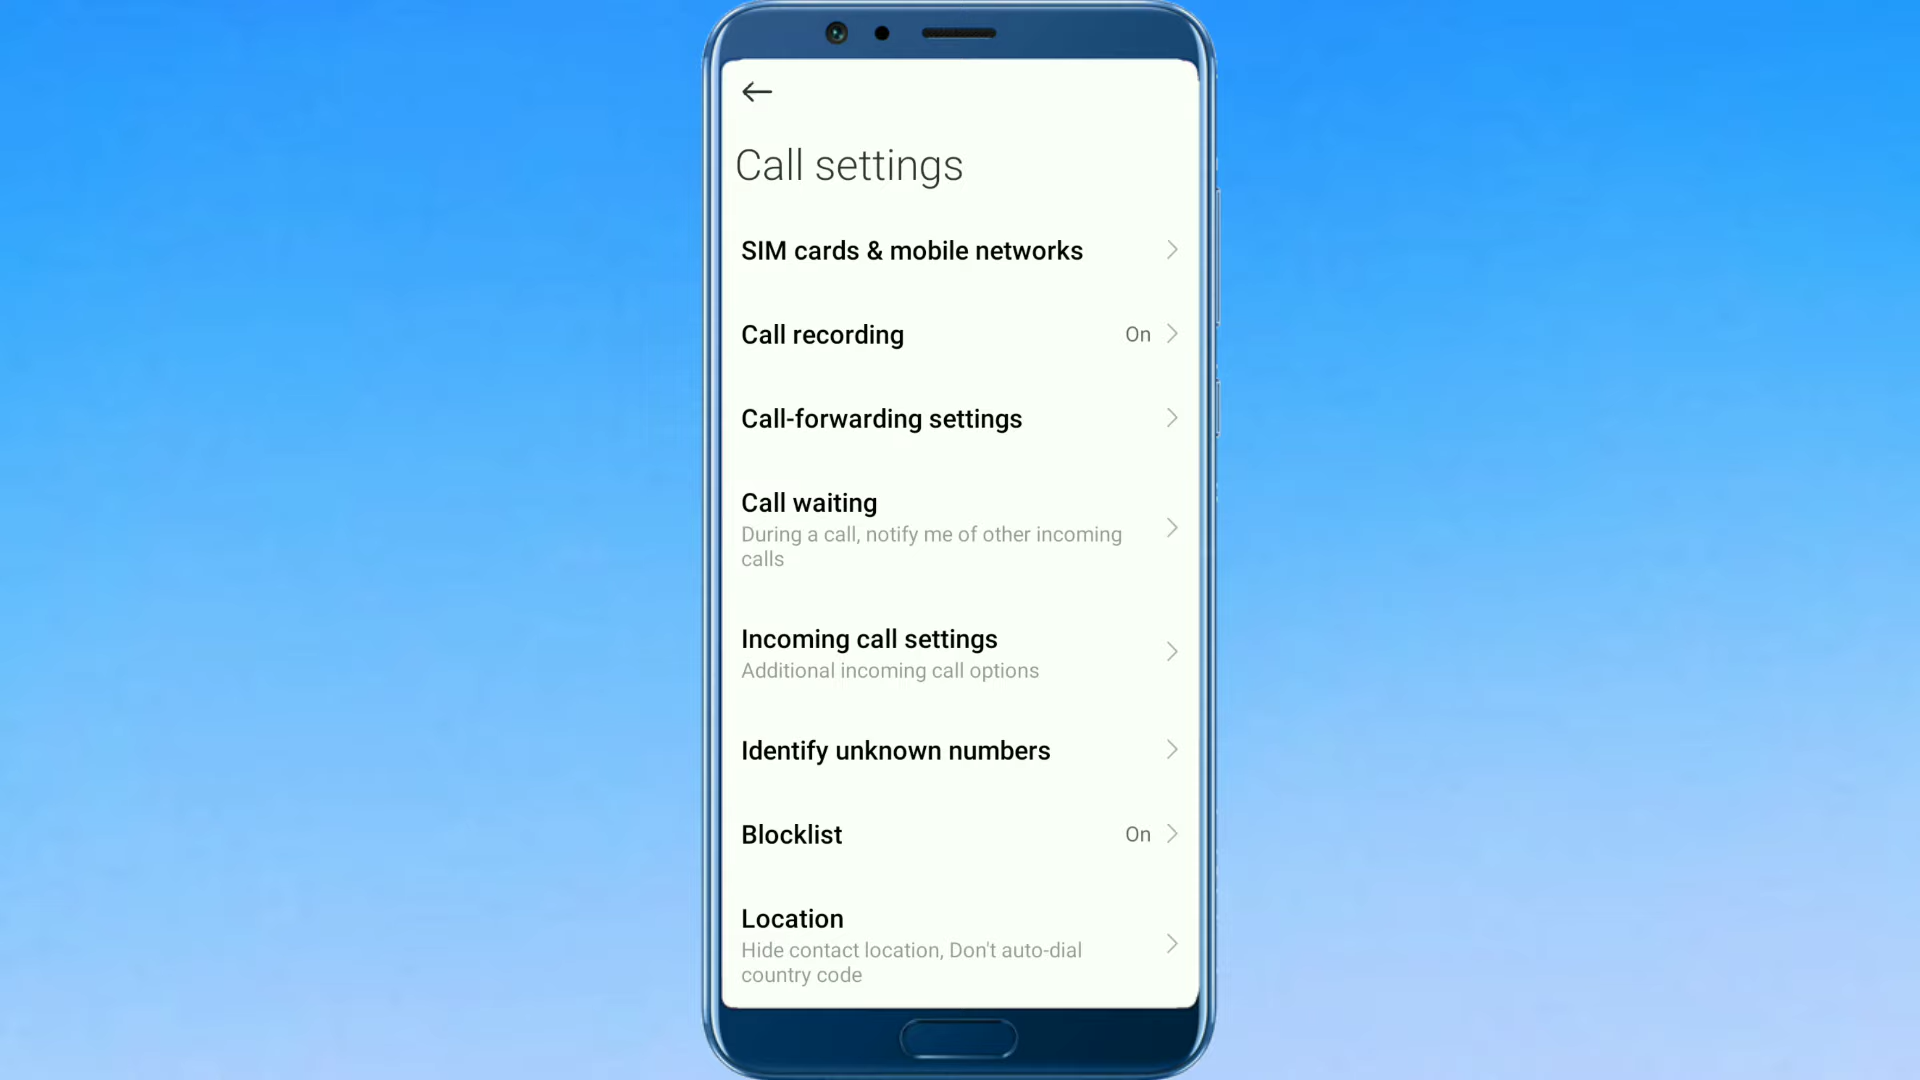 Call settings
SIM cards & mobile networks
Call recording On
Call-forwarding settings
Call waiting
During a call, notify me of other incoming
calls
Incoming call settings
Additional incoming call options
Identify unknown numbers
Blocklist On
Location
Hide contact location, Don't auto-dial
country code